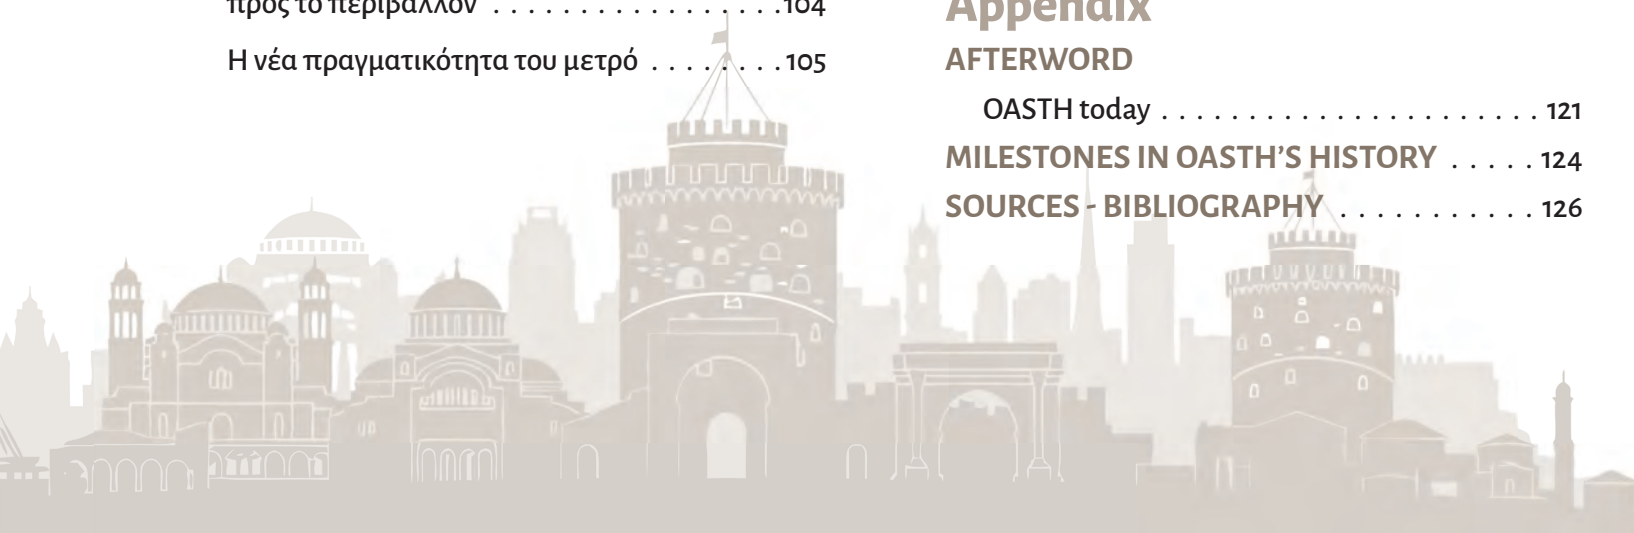 προς το περιβάλλον . . . . . . . . . . . . . . . . .104
Η νέα πραγματικότητα του μετρό . . . . . . . .105
Appendix
AFTERWORD
OASTH today . . . . . . . . . . . . . . . . . . . . . . 121
MILESTONES IN OASTH’S HISTORY . . . . . 124
SOURCES - BIBLIOGRAPHY . . . . . . . . . . . 126